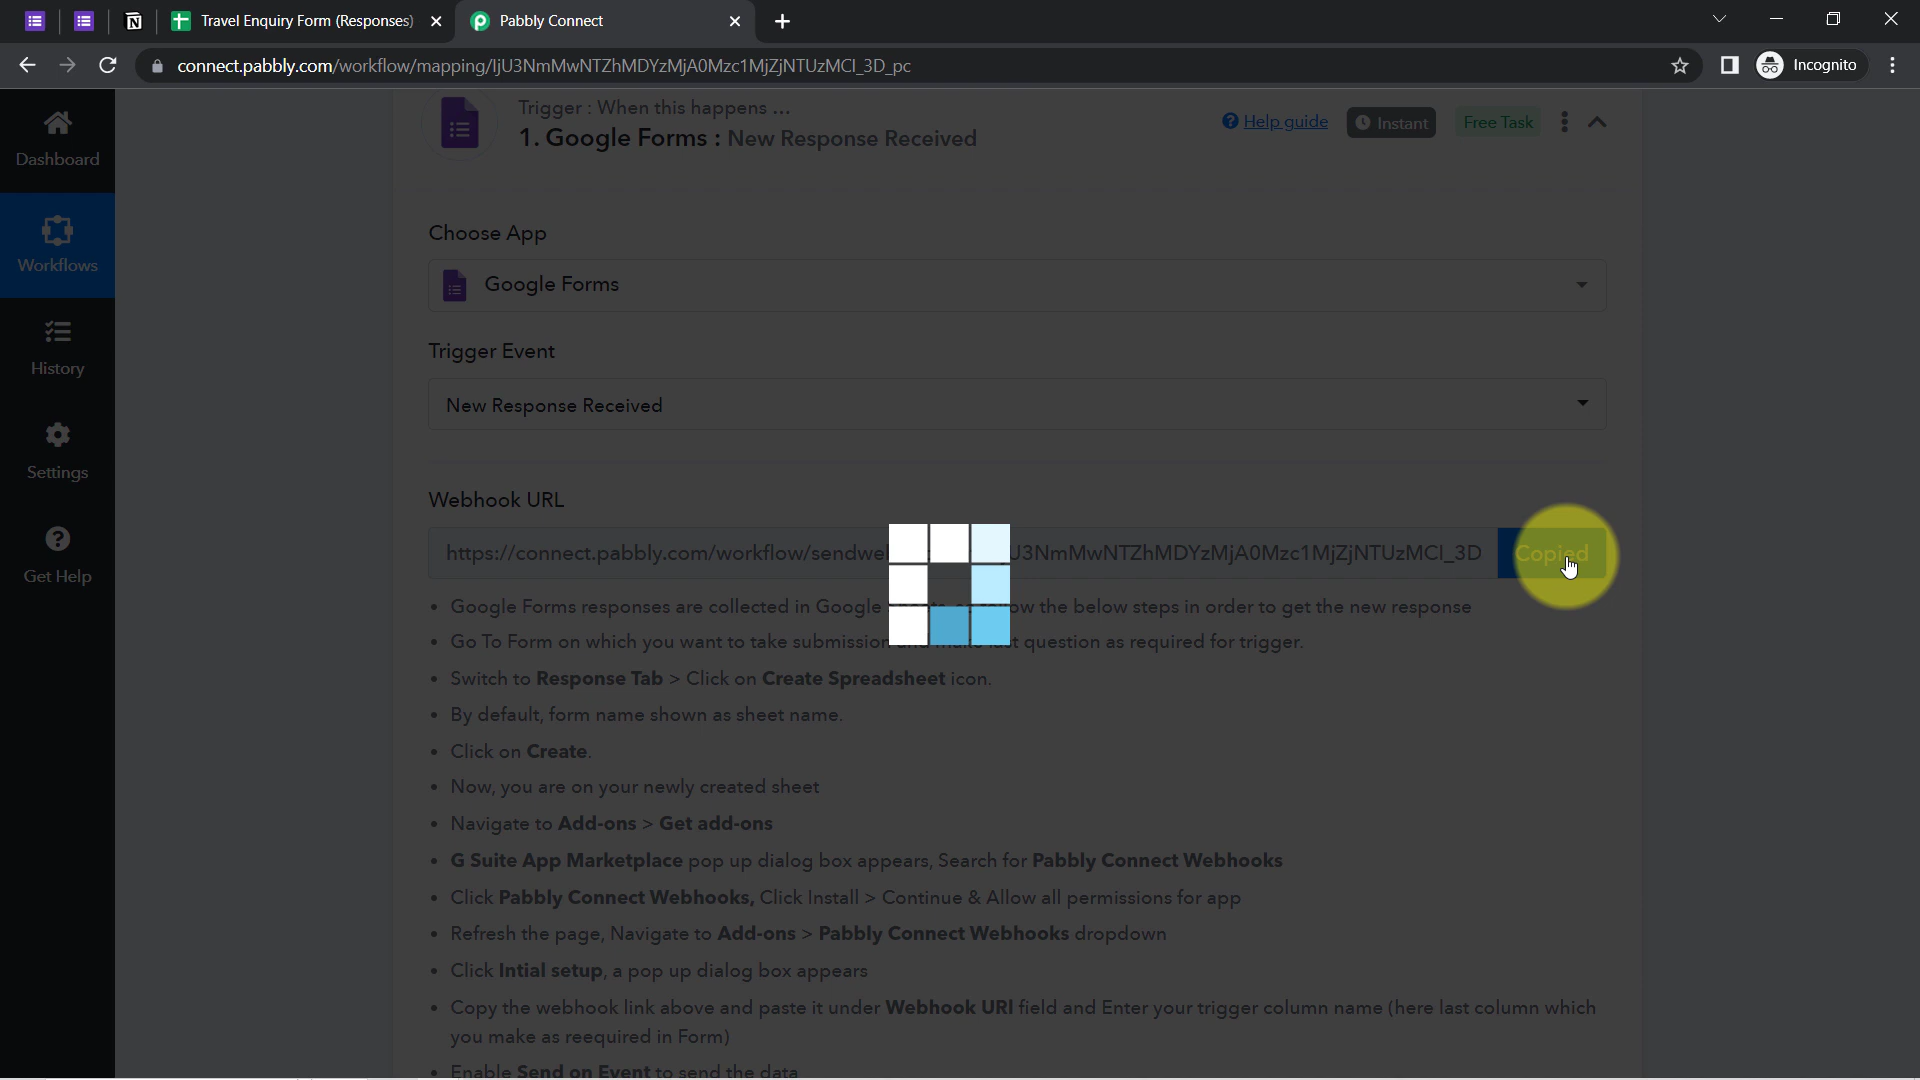 Travel Enquiry Form (Responses)
Pabbly Connect
connect.pabbly.com/workflow/mapping/IjU3NmMwNTZhMDYzMjA0Mzc1MjZjNTUzMCI_3D_pc
Incognito
Dashboard
Workflows
History
Settings
Get Help
Trigger : When this happens ...
1. Google Forms : New Response Received
Help guide
Instant
Free Task
Choose App
Google Forms
Trigger Event
New Response Received
Webhook URL
https://connect.pabbly.com/workflow/sendwe J3NmMwNTZhMDYzMjA0Mzc1MjZjNTUzMCI_3D
Copied
• Google Forms responses are collected in Google ow the below steps in order to get the new response
• Go To Form on which you want to take submission question as required for trigger.
• Switch to Response Tab > Click on Create Spreadsheet icon.
• By default, form name shown as sheet name.
• Click on Create.
• Now, you are on your newly created sheet
• Navigate to Add-ons > Get add-ons
• G Suite App Marketplace pop up dialog box appears, Search for Pabbly Connect Webhooks
• Click Pabbly Connect Webhooks, Click Install > Continue & Allow all permissions for app
• Refresh the page, Navigate to Add-ons > Pabbly Connect Webhooks dropdown
• Click Intial setup, a pop up dialog box appears
• Copy the webhook link above and paste it under Webhook URl field and Enter your trigger column name (here last column which
you make as reequired in Form)
• Enable Send on Event to send the data